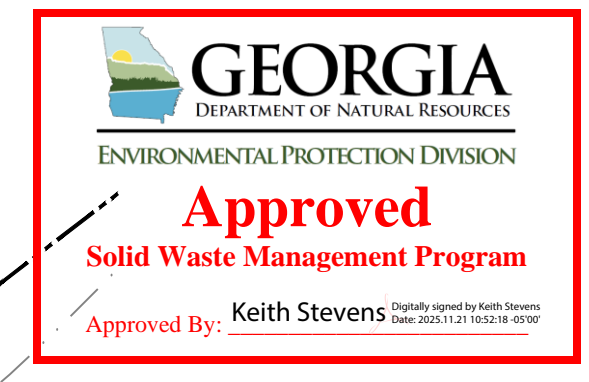 GEORGIA
DEPARTMENT OF NATURAL RESOURCES
ENVIRONMENTAL PROTECTION DIVISION
Approved
Solid Waste Management Program
Approved By: Keith Stevens
Digitally signed by Keith Stevens
Date: 2025.11.21 10:52:18 -05'00'